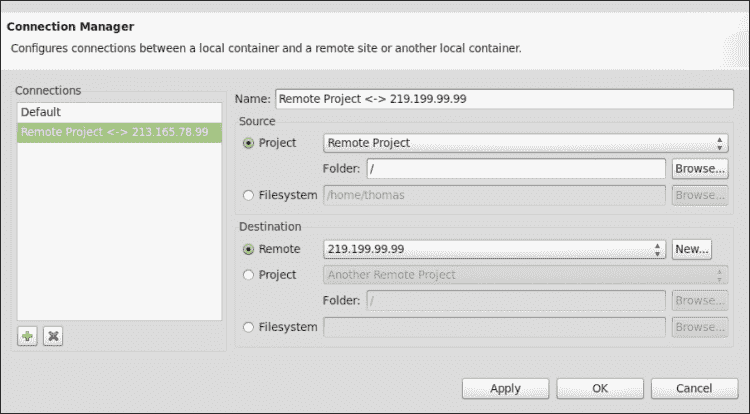 Connection Manager
Configures connections between a local container and a remote site or another local container.
Connections
Default
Remote Project <-> 213.165.78.99
Name: Remote Project <-> 219.199.99.99
Source
Project Remote Project
Folder: / Browse...
Filesystem /home/thomas Browse...
Destination
Remote 219.199.99.99 New...
Project Another Remote Project
Folder: / Browse...
Filesystem Browse...
Apply OK Cancel